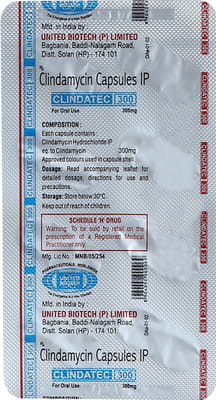 Mfd. in India by:
UNITED BIOTECH (P) LIMITED
Bagbania, Baddi-Nalagarh Road,
Distt. Solan (HP) - 174 101
Clindamycin Capsules IP
CLINDATEC 300
For Oral Use 300mg
COMPOSITION :
Each capsule contains :
Clindamycin Hydrochloride IP
eq. to Clindamycin 300mg
Approved colours used in capsule shell.
Dosage: Read accompanying leaflet for
detailed dosage, directions for use and
precautions.
Storage: Store below 30°C.
Keep out of reach of children.
SCHEDULE 'H' DRUG
Warning: To be sold by retail on the
prescription of a Registered Medical
Practitioner only.
Mfg. Lic No.: MNB/05/254
Mfd. in India by :
UNITED BIOTECH (P) LIMITED
Bagbania, Baddi-Nalagarh Road,
Distt. Solan (HP) - 174 101
Clindamycin Capsules IP
CLINDATEC 300
For Oral Use 300mg
COMPOSITION :
CLINDATEC 300